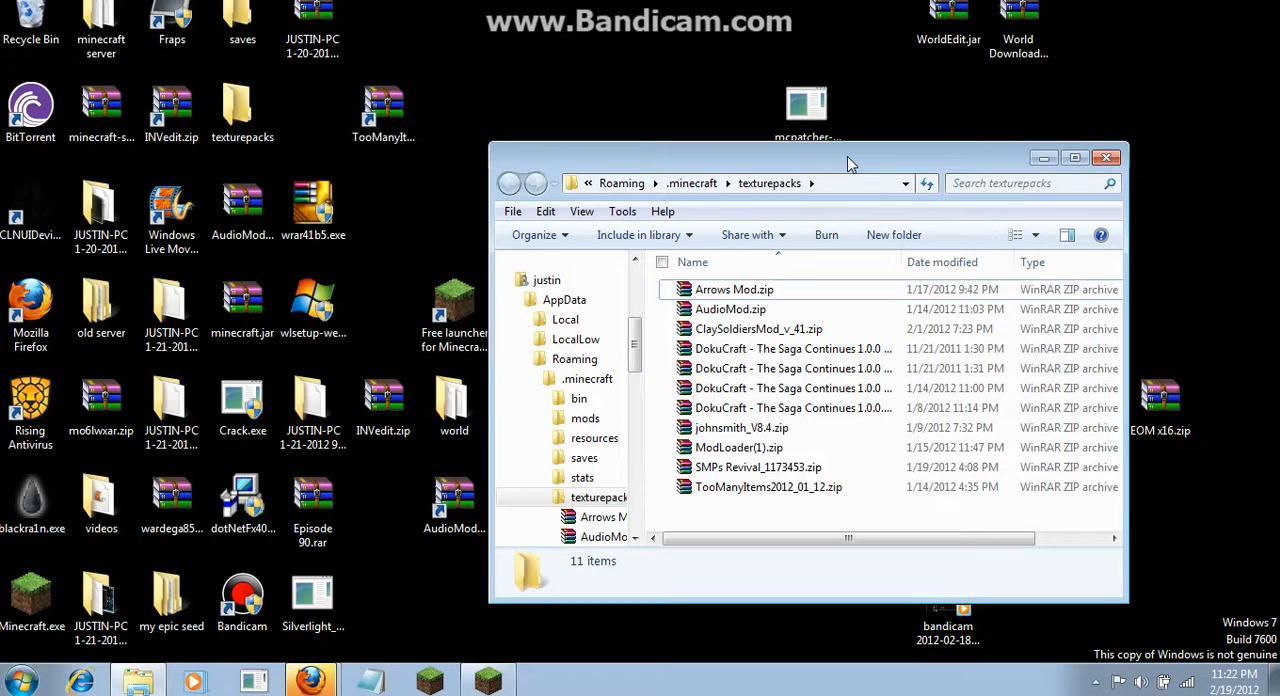 www.Bandicam.com
Recycle Bin
minecraft server
Fraps
saves
JUSTIN-PC 1-20-201...
WorldEdit.jar
World Downloade...
BitTorrent
minecraft-s...
INVedit.zip
texturepacks
TooManyIt...
mcpatcher-...
CLNUIDevi...
JUSTIN-PC 1-20-201...
Windows Live Mov...
AudioMod...
wrar41b5.exe
Mozilla Firefox
old server
JUSTIN-PC 1-21-201...
minecraft.jar
wlsetup-we...
Free launcher for Minecra...
Rising Antivirus
mo6lwxar.zip
JUSTIN-PC 1-21-201...
Crack.exe
JUSTIN-PC 1-21-2012 9...
INVedit.zip
world
EOM x16.zip
blackra1n.exe
videos
wardega85...
dotNetFx40...
Episode 90.rar
AudioMod...
Minecraft.exe
JUSTIN-PC 1-21-201...
my epic seed
Bandicam
Silverlight_...
bandicam 2012-02-18...
« Roaming .minecraft texturepacks
Search texturepacks
File Edit View Tools Help
Organize Include in library Share with Burn New folder
justin
AppData
Local
LocalLow
Roaming
.minecraft
bin
mods
resources
saves
stats
texturepack
Arrows M
AudioMo
Name Date modified Type
Arrows Mod.zip 1/17/2012 9:42 PM WinRAR ZIP archive
AudioMod.zip 1/14/2012 11:03 PM WinRAR ZIP archive
ClaySoldiersMod_v_41.zip 2/1/2012 7:23 PM WinRAR ZIP archive
DokuCraft - The Saga Continues 1.0.0 ... 11/21/2011 1:30 PM WinRAR ZIP archive
DokuCraft - The Saga Continues 1.0.0 ... 11/21/2011 1:31 PM WinRAR ZIP archive
DokuCraft - The Saga Continues 1.0.0 ... 1/14/2012 11:00 PM WinRAR ZIP archive
DokuCraft - The Saga Continues 1.0.0.... 1/8/2012 11:14 PM WinRAR ZIP archive
johnsmith_V8.4.zip 1/9/2012 7:32 PM WinRAR ZIP archive
ModLoader(1).zip 1/15/2012 11:47 PM WinRAR ZIP archive
SMPs Revival_1173453.zip 1/19/2012 4:08 PM WinRAR ZIP archive
TooManyItems2012_01_12.zip 1/14/2012 4:35 PM WinRAR ZIP archive
11 items
Windows 7
Build 7600
This copy of Windows is not genuine
11:22 PM
2/19/2012